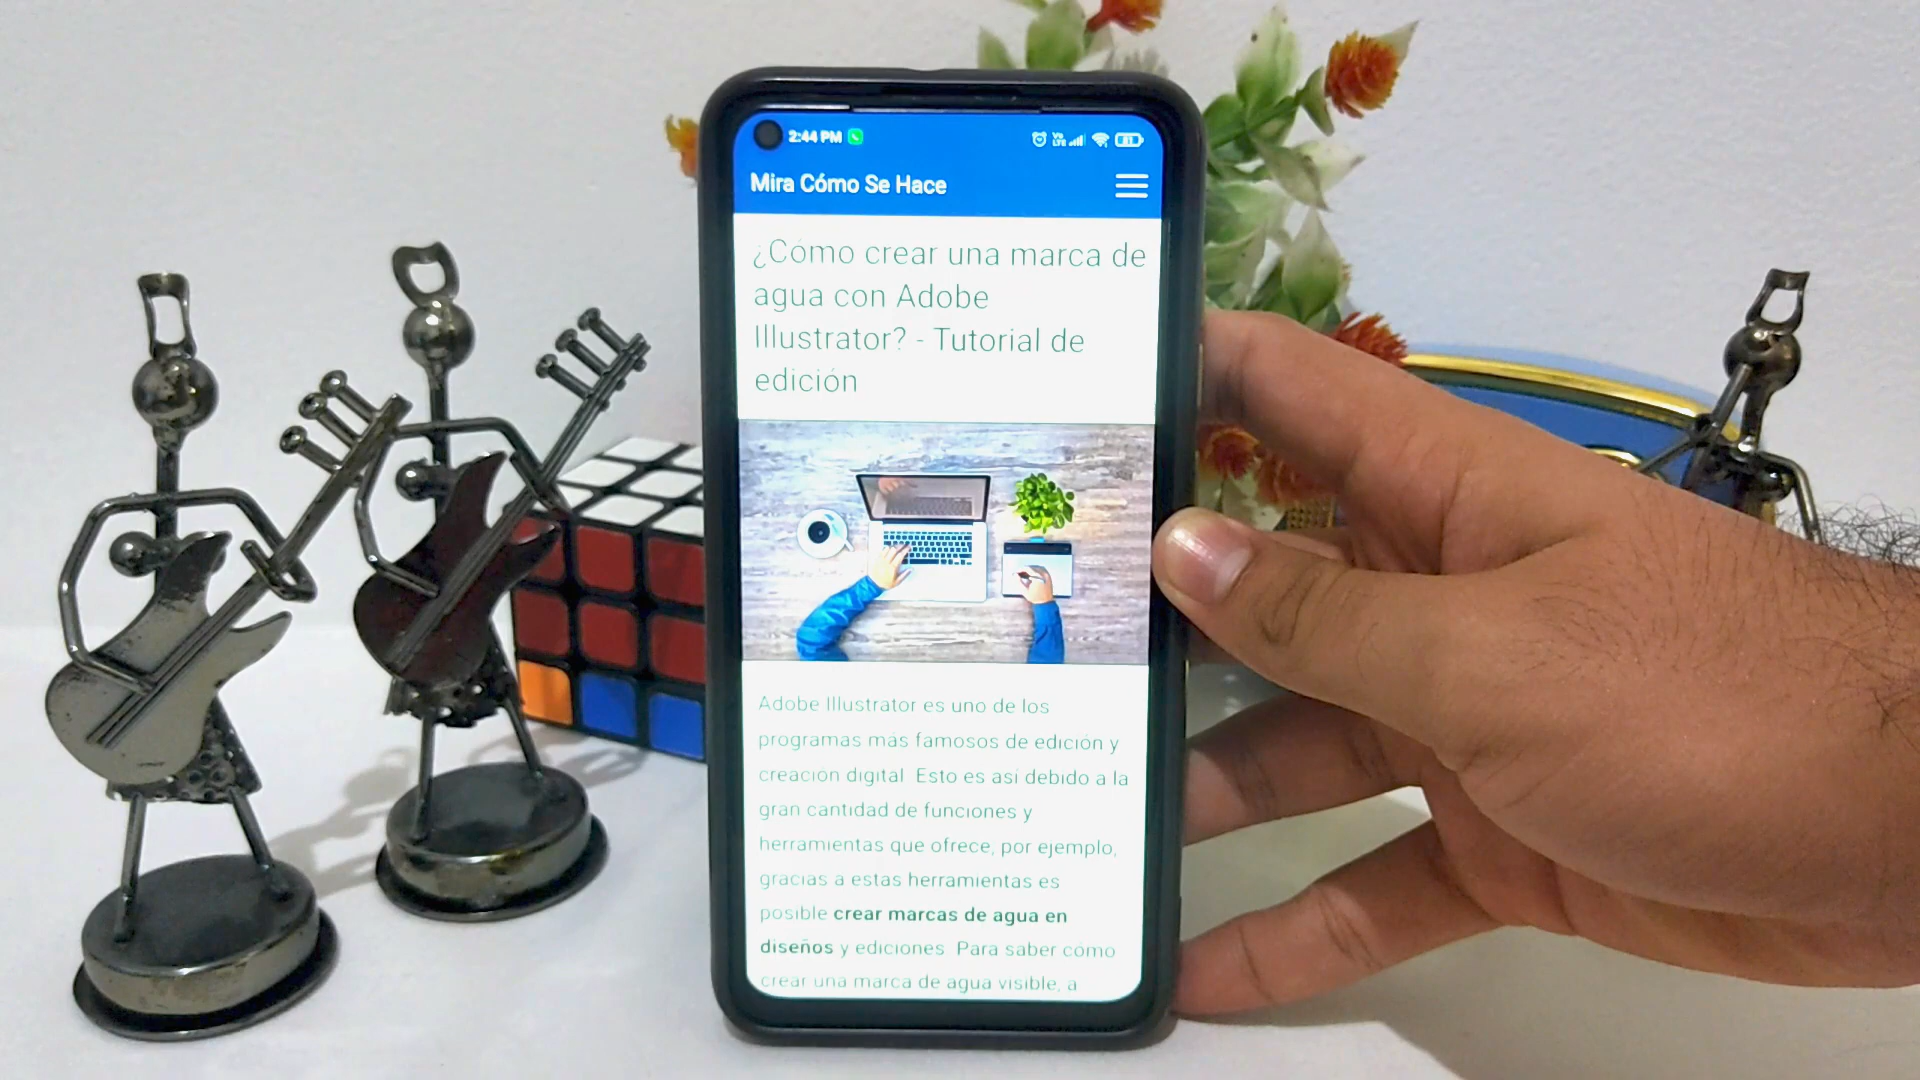 2:44 PM
Vo
LTE
81
Mira Cómo Se Hace
¿Cómo crear una marca de
agua con Adobe
Illustrator? - Tutorial de
edición
Adobe Illustrator es uno de los
programas más famosos de edición y
creación digital. Esto es así debido a la
gran cantidad de funciones y
herramientas que ofrece, por ejemplo,
gracias a estas herramientas es
posible crear marcas de agua en
diseños y ediciones. Para saber cómo
crear una marca de agua visible, a